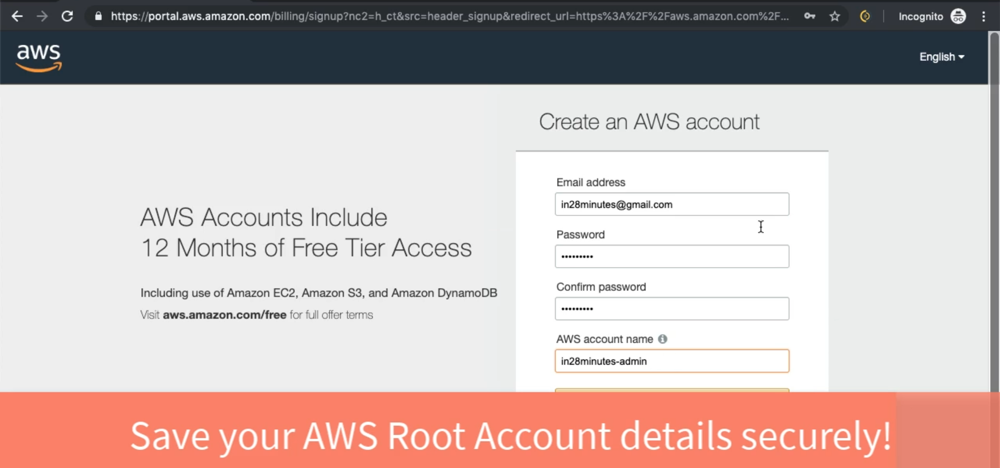 https://portal.aws.amazon.com/billing/signup?nc2=h_ct&src=header_signup&redirect_url=https%3A%2F%2Faws.amazon.com%2F...
Incognito
aws
English
Create an AWS account
AWS Accounts Include
12 Months of Free Tier Access
Including use of Amazon EC2, Amazon S3, and Amazon DynamoDB
Visit aws.amazon.com/free for full offer terms
Email address
in28minutes@gmail.com
Password
•••••••••
Confirm password
•••••••••
AWS account name
in28minutes-admin
Save your AWS Root Account details securely!